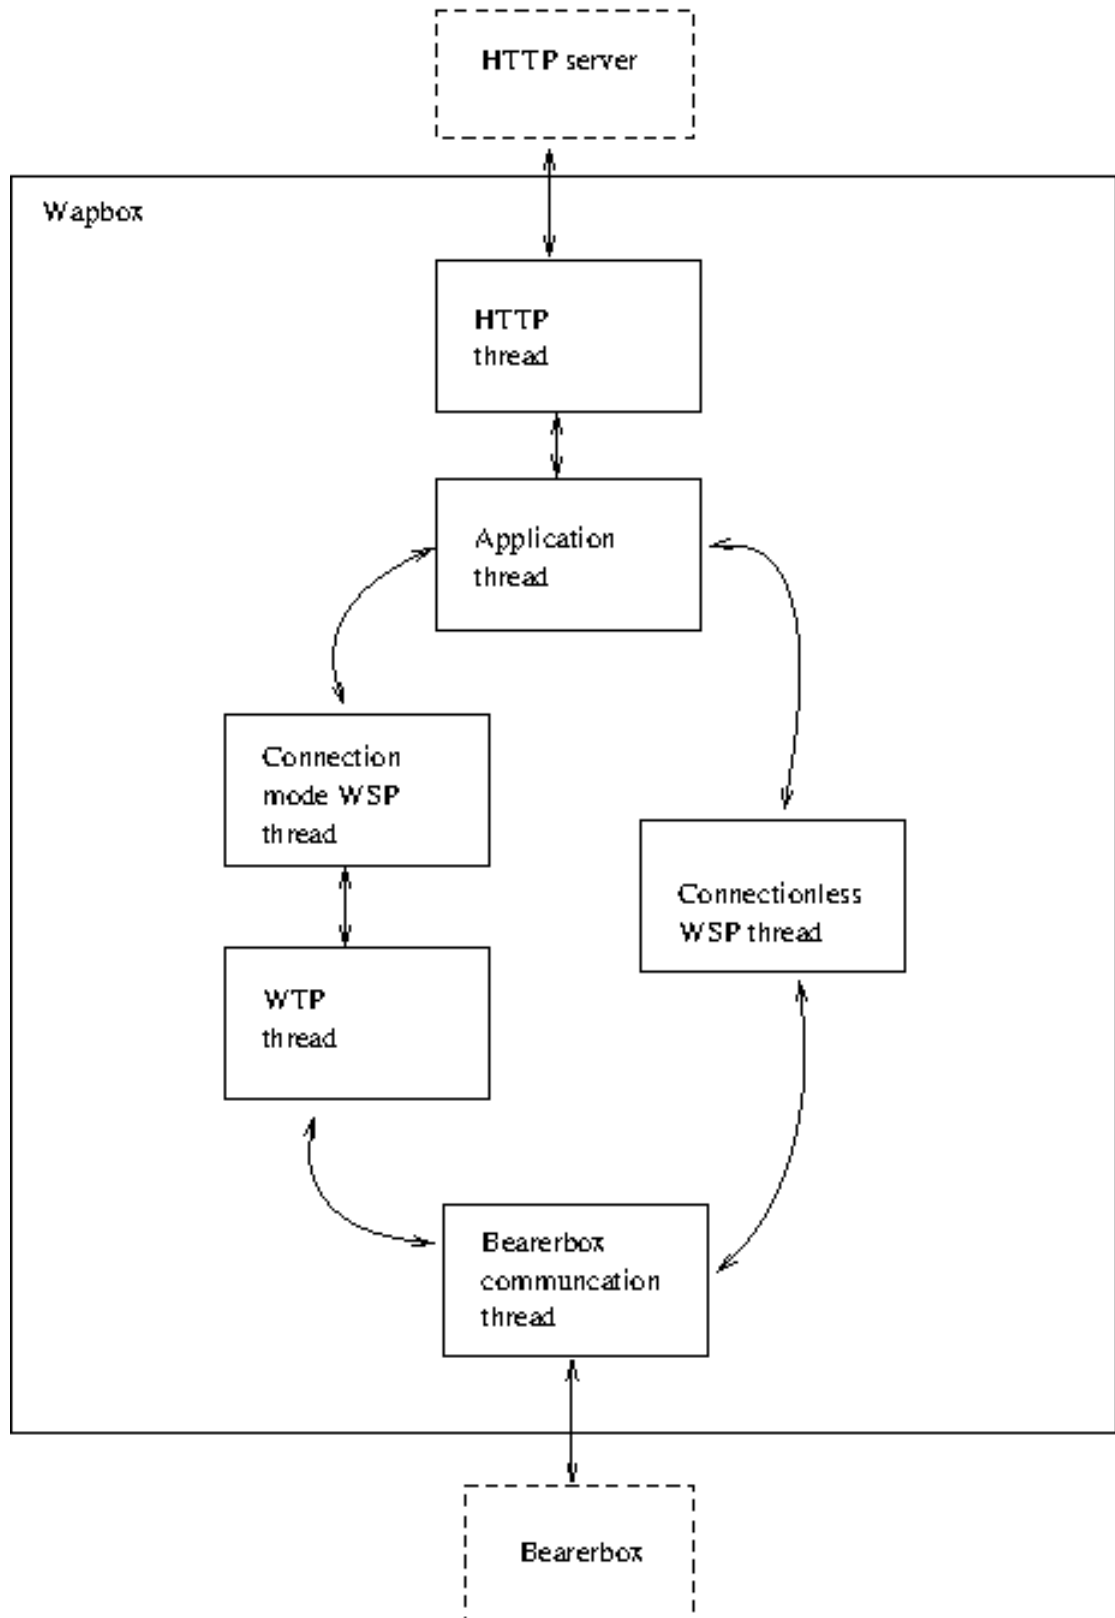 HTTP server
Wapbox
HTTP
thread
Application
thread
Connection
mode WSP
thread
Connectionless
WSP thread
WTP
thread
Bearerbox
communcation
thread
Bearerbox